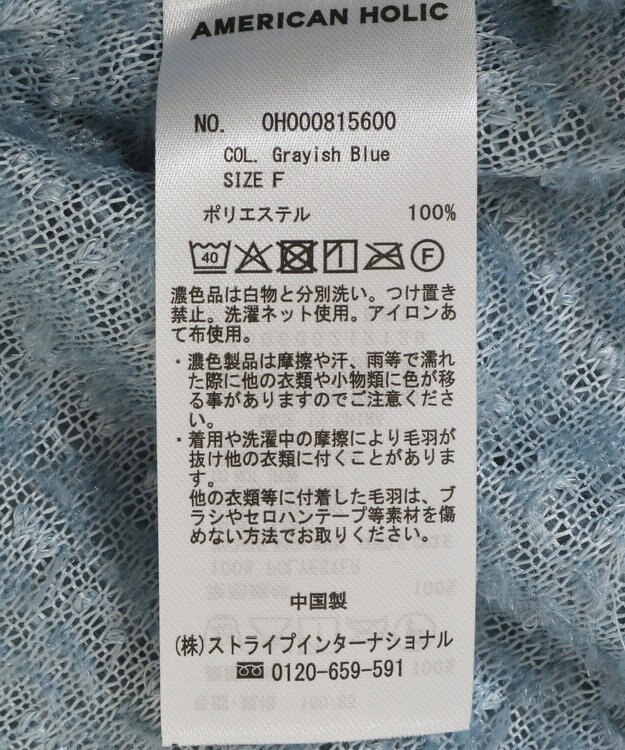 AMERICAN HOLIC
NO. 0H000815600
COL. Grayish Blue
SIZE F
ポリエステル 100%
40 F
濃色品は白物と分別洗い。つけ置き
禁止。洗濯ネット使用。アイロンあ
て布使用。
・濃色製品は摩擦や汗、雨等で濡れ
た際に他の衣類や小物類に色が移
る事がありますのでご注意くださ
い。
・着用や洗濯中の摩擦により毛羽が
抜け他の衣類に付くことがありま
す。
他の衣類等に付着した毛羽は、ブ
ラシやセロハンテープ等素材を傷
めない方法でお取りください。
中国製
(株)ストライプインターナショナル
0120-659-591